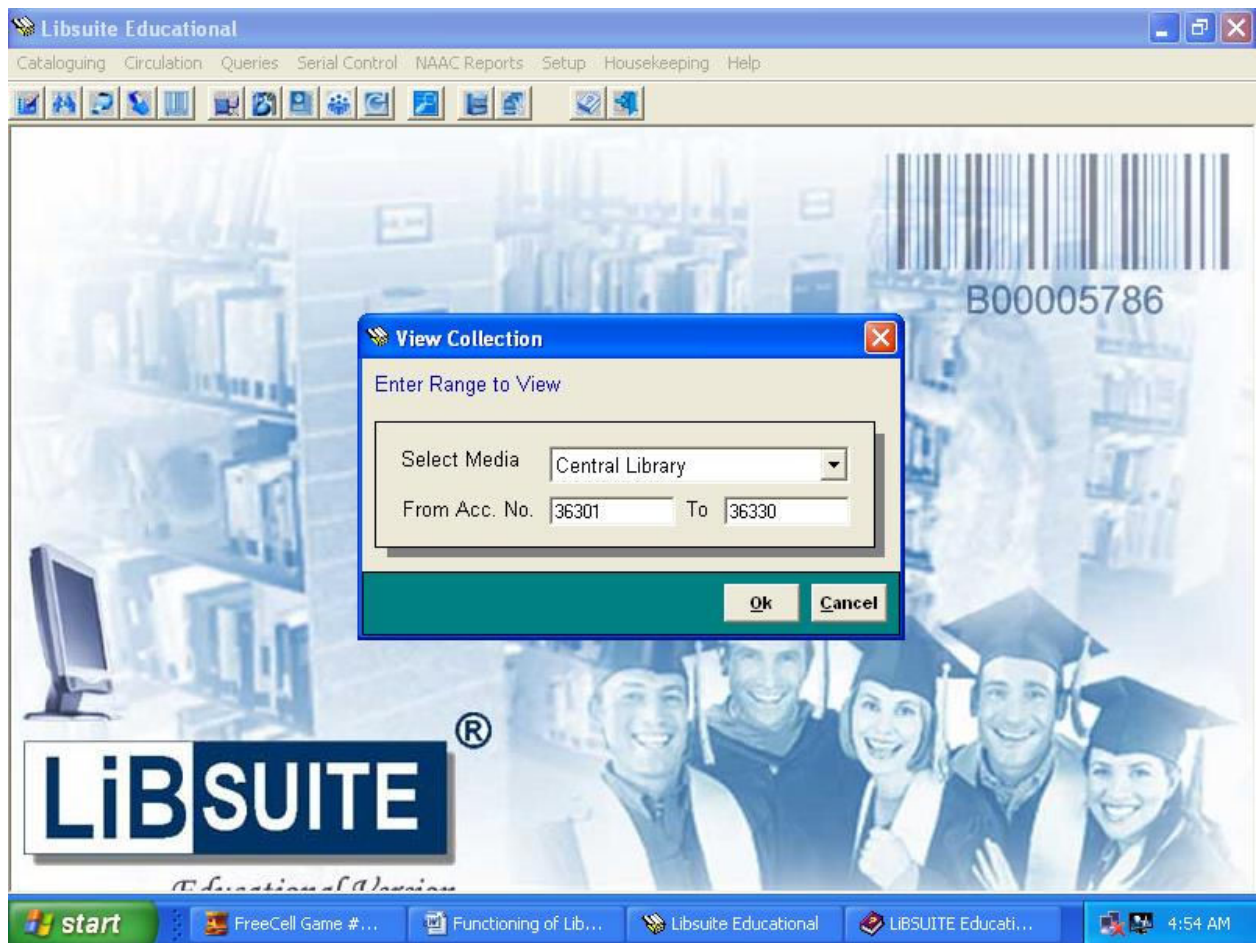 Libsuite Educational
Cataloguing Circulation Queries Serial Control NAAC Reports Setup Housekeeping Help
B00005786
View Collection
Enter Range to View
Select Media Central Library
From Acc. No. 36301 To 36330
Ok Cancel
®
LiBSUITE
Educational Version
start FreeCell Game #... Functioning of Lib... Libsuite Educational LiBSUITE Educati... 4:54 AM